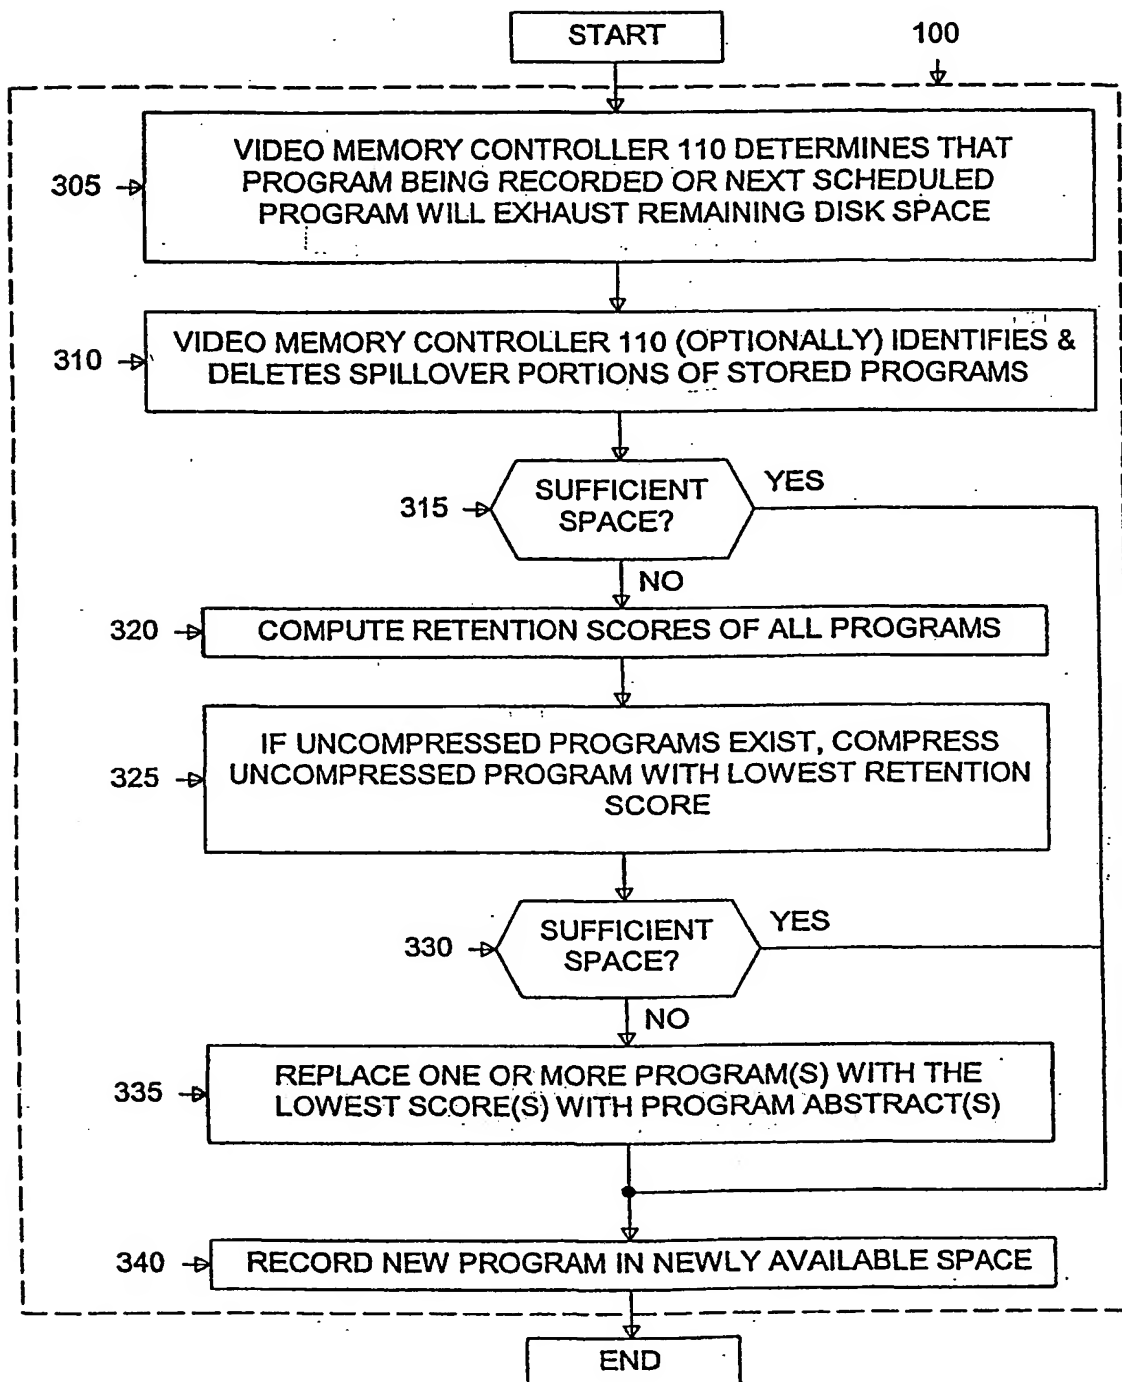 START
100
305
VIDEO MEMORY CONTROLLER 110 DETERMINES THAT
PROGRAM BEING RECORDED OR NEXT SCHEDULED
PROGRAM WILL EXHAUST REMAINING DISK SPACE
310
VIDEO MEMORY CONTROLLER 110 (OPTIONALLY) IDENTIFIES &
DELETES SPILLOVER PORTIONS OF STORED PROGRAMS
315
SUFFICIENT
SPACE?
YES
NO
320
COMPUTE RETENTION SCORES OF ALL PROGRAMS
325
IF UNCOMPRESSED PROGRAMS EXIST, COMPRESS
UNCOMPRESSED PROGRAM WITH LOWEST RETENTION
SCORE
330
SUFFICIENT
SPACE?
YES
NO
335
REPLACE ONE OR MORE PROGRAM(S) WITH THE
LOWEST SCORE(S) WITH PROGRAM ABSTRACT(S)
340
RECORD NEW PROGRAM IN NEWLY AVAILABLE SPACE
END